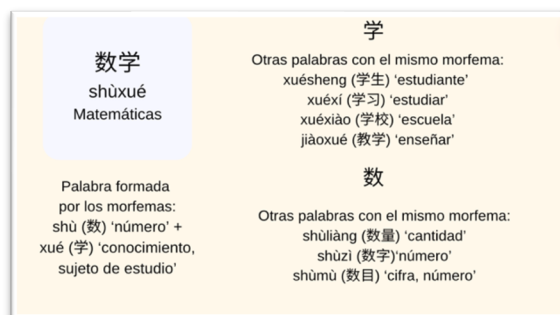 数学
shùxué
Matemáticas
Palabra formada
por los morfemas:
shù (数) ‘número’ +
xué (学) ‘conocimiento,
sujeto de estudio’
学
Otras palabras con el mismo morfema:
xuésheng (学生) ‘estudiante’
xuéxí (学习) ‘estudiar’
xuéxiào (学校) ‘escuela’
jiàoxué (教学) ‘enseñar’
数
Otras palabras con el mismo morfema:
shùliàng (数量) ‘cantidad’
shùzì (数字)‘número’
shùmù (数目) ‘cifra, número’